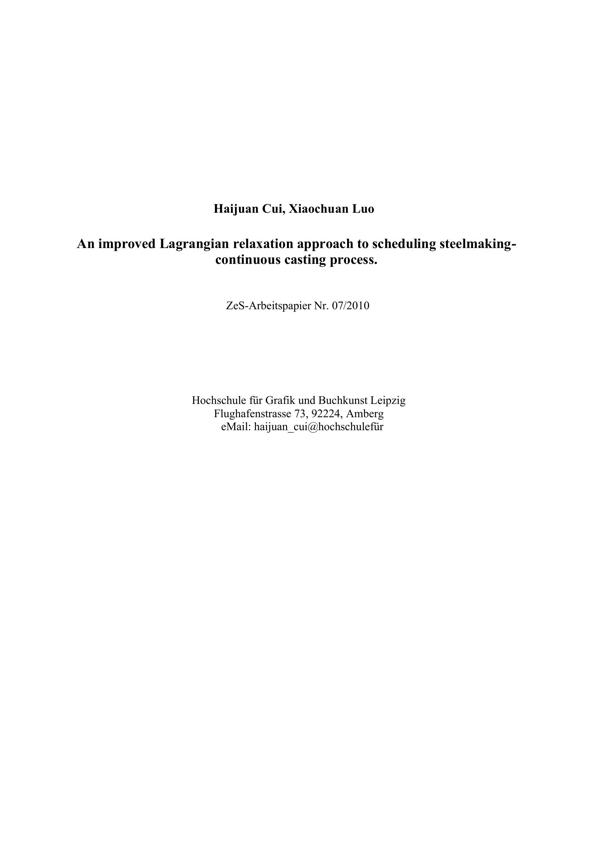 Haijuan Cui, Xiaochuan Luo
An improved Lagrangian relaxation approach to scheduling steelmaking-
continuous casting process.
ZeS-Arbeitspapier Nr. 07/2010
Hochschule für Grafik und Buchkunst Leipzig
Flughafenstrasse 73, 92224, Amberg
eMail: haijuan_cui@hochschulefür